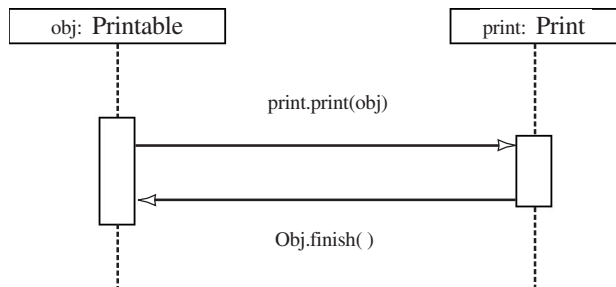 obj: Printable
print: Print
print.print(obj)
Obj.finish( )